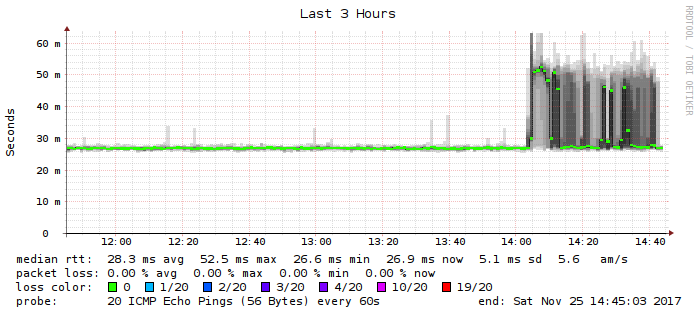 Last 3 Hours
RRDTOOL / TOBI OETIKER
Seconds
60 m
50 m
40 m
30 m
20 m
10 m
0
12:00 12:20 12:40 13:00 13:20 13:40 14:00 14:20 14:40
median rtt: 28.3 ms avg 52.5 ms max 26.6 ms min 26.9 ms now 5.1 ms sd 5.6 am/s
packet loss: 0.00 % avg 0.00 % max 0.00 % min 0.00 % now
loss color: 0 1/20 2/20 3/20 4/20 10/20 19/20
probe: 20 ICMP Echo Pings (56 Bytes) every 60s end: Sat Nov 25 14:45:03 2017